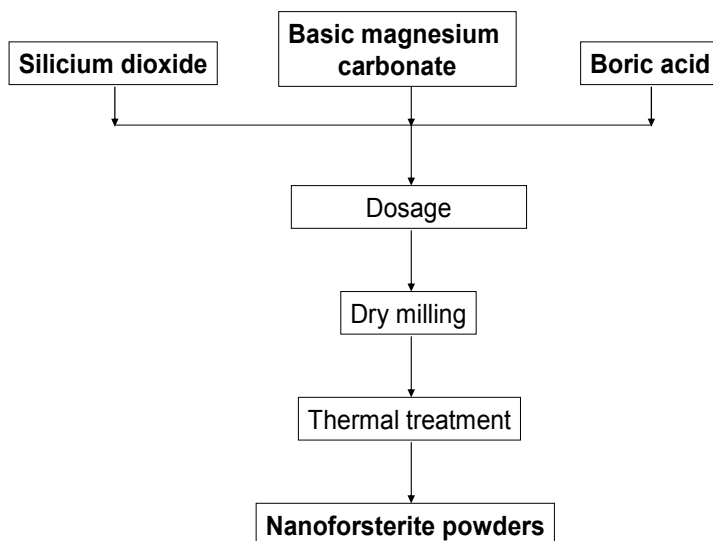 Silicium dioxide
Basic magnesium
carbonate
Boric acid
Dosage
Dry milling
Thermal treatment
Nanoforsterite powders